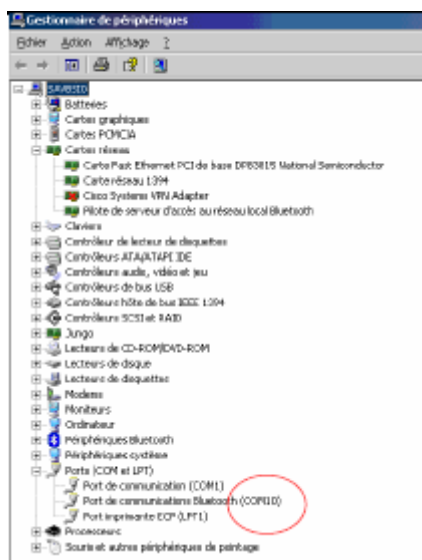 Gestionnaire de périphériques
Fichier Action Affichage ?
SAVBSID
Batteries
Cartes graphiques
Cartes PCMCIA
Cartes réseau
Carte Fast Ethernet PCI de base DP83815 National Semiconductor
Carte réseau 1394
Cisco Systems VPN Adapter
Pilote de serveur d'accès au réseau local Bluetooth
Claviers
Contrôleur de lecteur de disquettes
Contrôleurs ATA/ATAPI IDE
Contrôleurs audio, vidéo et jeu
Contrôleurs de bus USB
Contrôleurs hôte de bus IEEE 1394
Contrôleurs SCSI et RAID
Jungo
Lecteurs de CD-ROM/DVD-ROM
Lecteurs de disque
Lecteurs de disquettes
Modems
Moniteurs
Ordinateur
Périphériques Bluetooth
Périphériques système
Ports (COM et LPT)
Port de communication (COM1)
Port de communications Bluetooth (COM10)
Port imprimante ECP (LPT1)
Processeurs
Souris et autres périphériques de pointage